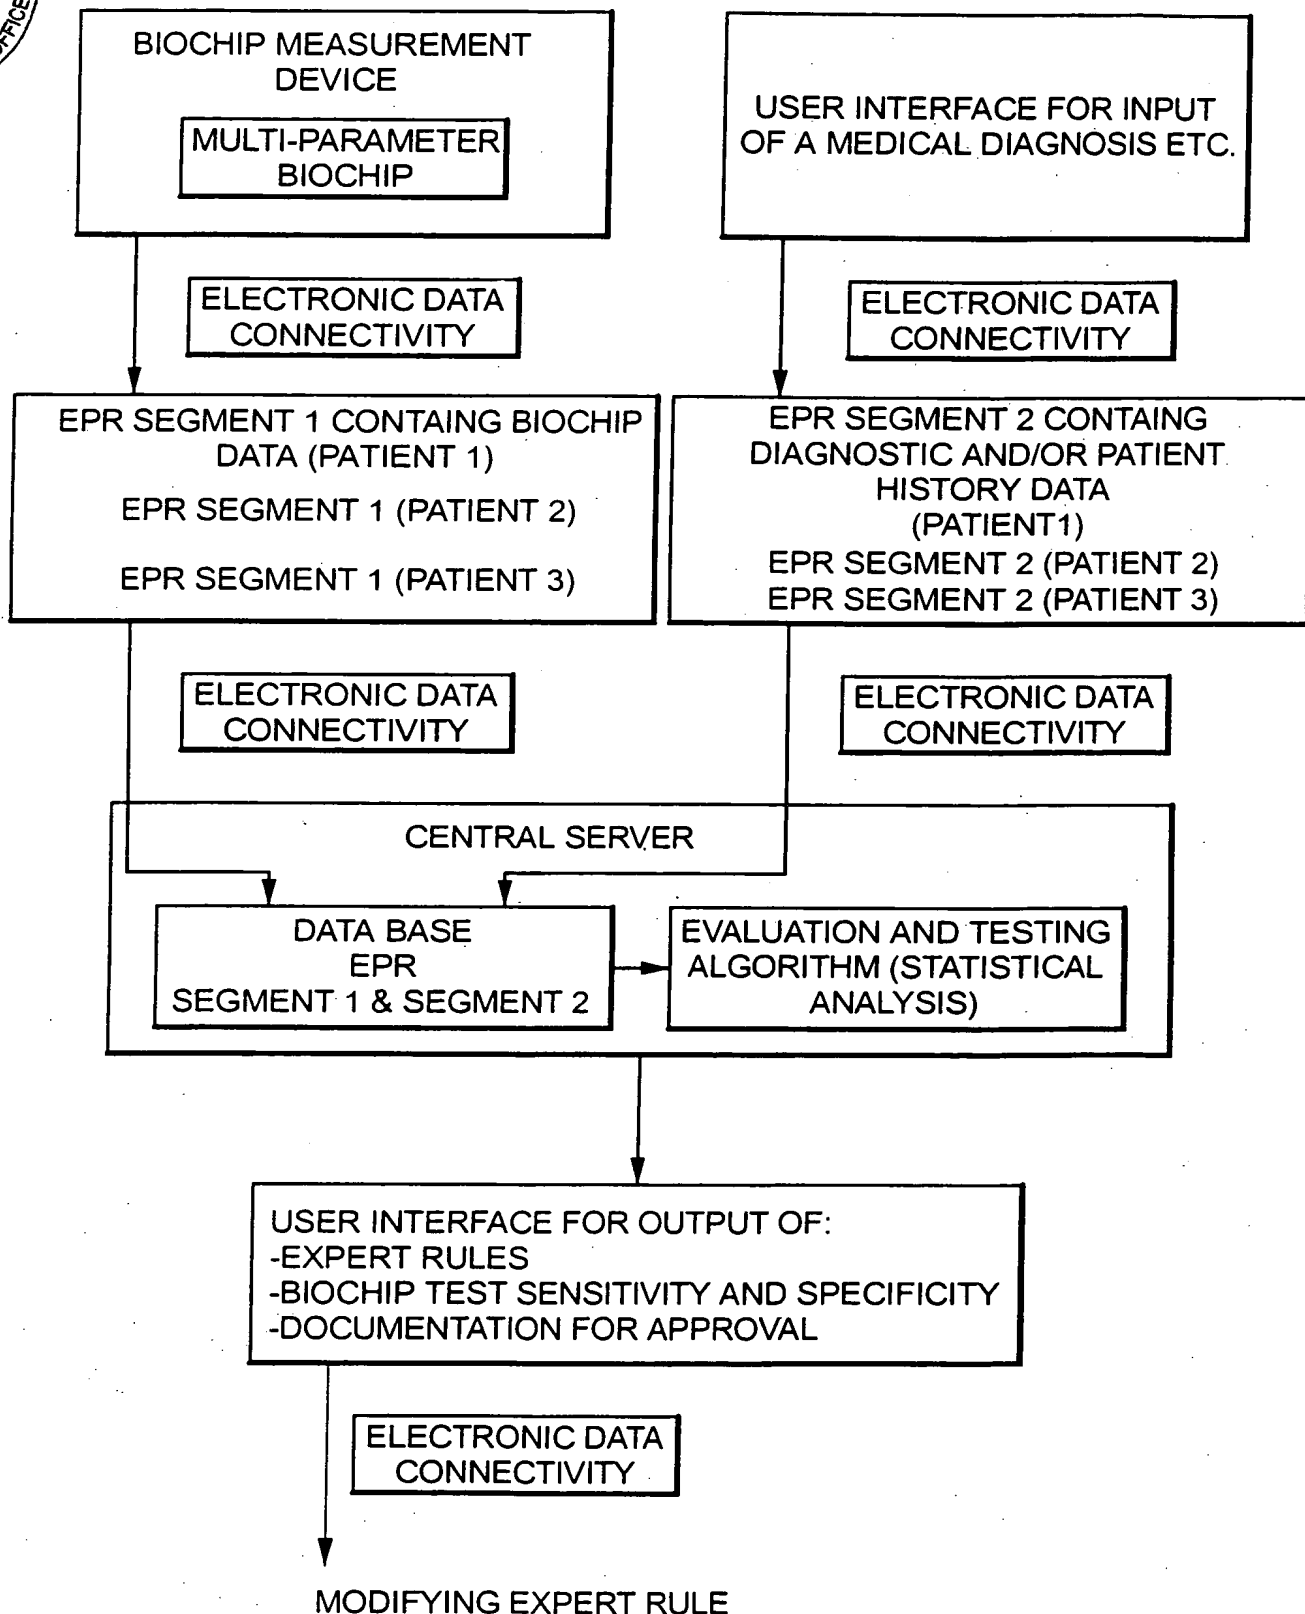 OFFICE
BIOCHIP MEASUREMENT
DEVICE
MULTI-PARAMETER
BIOCHIP
USER INTERFACE FOR INPUT
OF A MEDICAL DIAGNOSIS ETC.
ELECTRONIC DATA
CONNECTIVITY
ELECTRONIC DATA
CONNECTIVITY
EPR SEGMENT 1 CONTAING BIOCHIP
DATA (PATIENT 1)
EPR SEGMENT 1 (PATIENT 2)
EPR SEGMENT 1 (PATIENT 3)
EPR SEGMENT 2 CONTAING
DIAGNOSTIC AND/OR PATIENT
HISTORY DATA
(PATIENT1)
EPR SEGMENT 2 (PATIENT 2)
EPR SEGMENT 2 (PATIENT 3)
ELECTRONIC DATA
CONNECTIVITY
ELECTRONIC DATA
CONNECTIVITY
CENTRAL SERVER
DATA BASE
EPR
SEGMENT 1 & SEGMENT 2
EVALUATION AND TESTING
ALGORITHM (STATISTICAL
ANALYSIS)
USER INTERFACE FOR OUTPUT OF:
-EXPERT RULES
-BIOCHIP TEST SENSITIVITY AND SPECIFICITY
-DOCUMENTATION FOR APPROVAL
ELECTRONIC DATA
CONNECTIVITY
MODIFYING EXPERT RULE